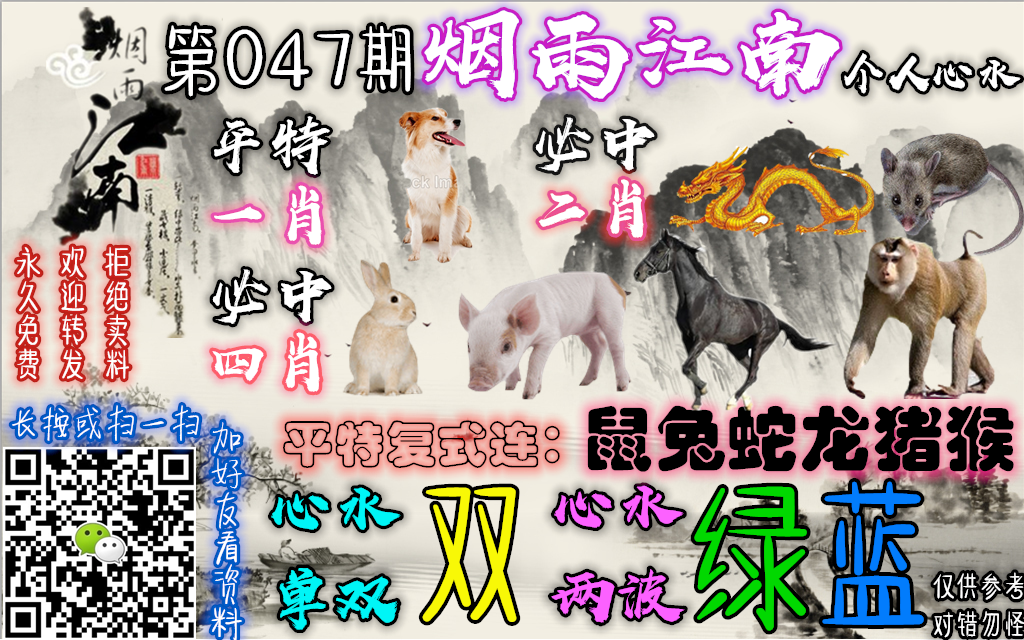 第047期
烟雨江南
个人心水
烟雨
江南
平特
一肖
必中
二肖
必中
四肖
永久免费
欢迎转发
拒绝卖料
长按或扫一扫
加好友看资料
平特复式连：鼠兔蛇龙猪猴
心水
单双
双
心水
两波
绿 蓝
仅供参考
对错勿怪